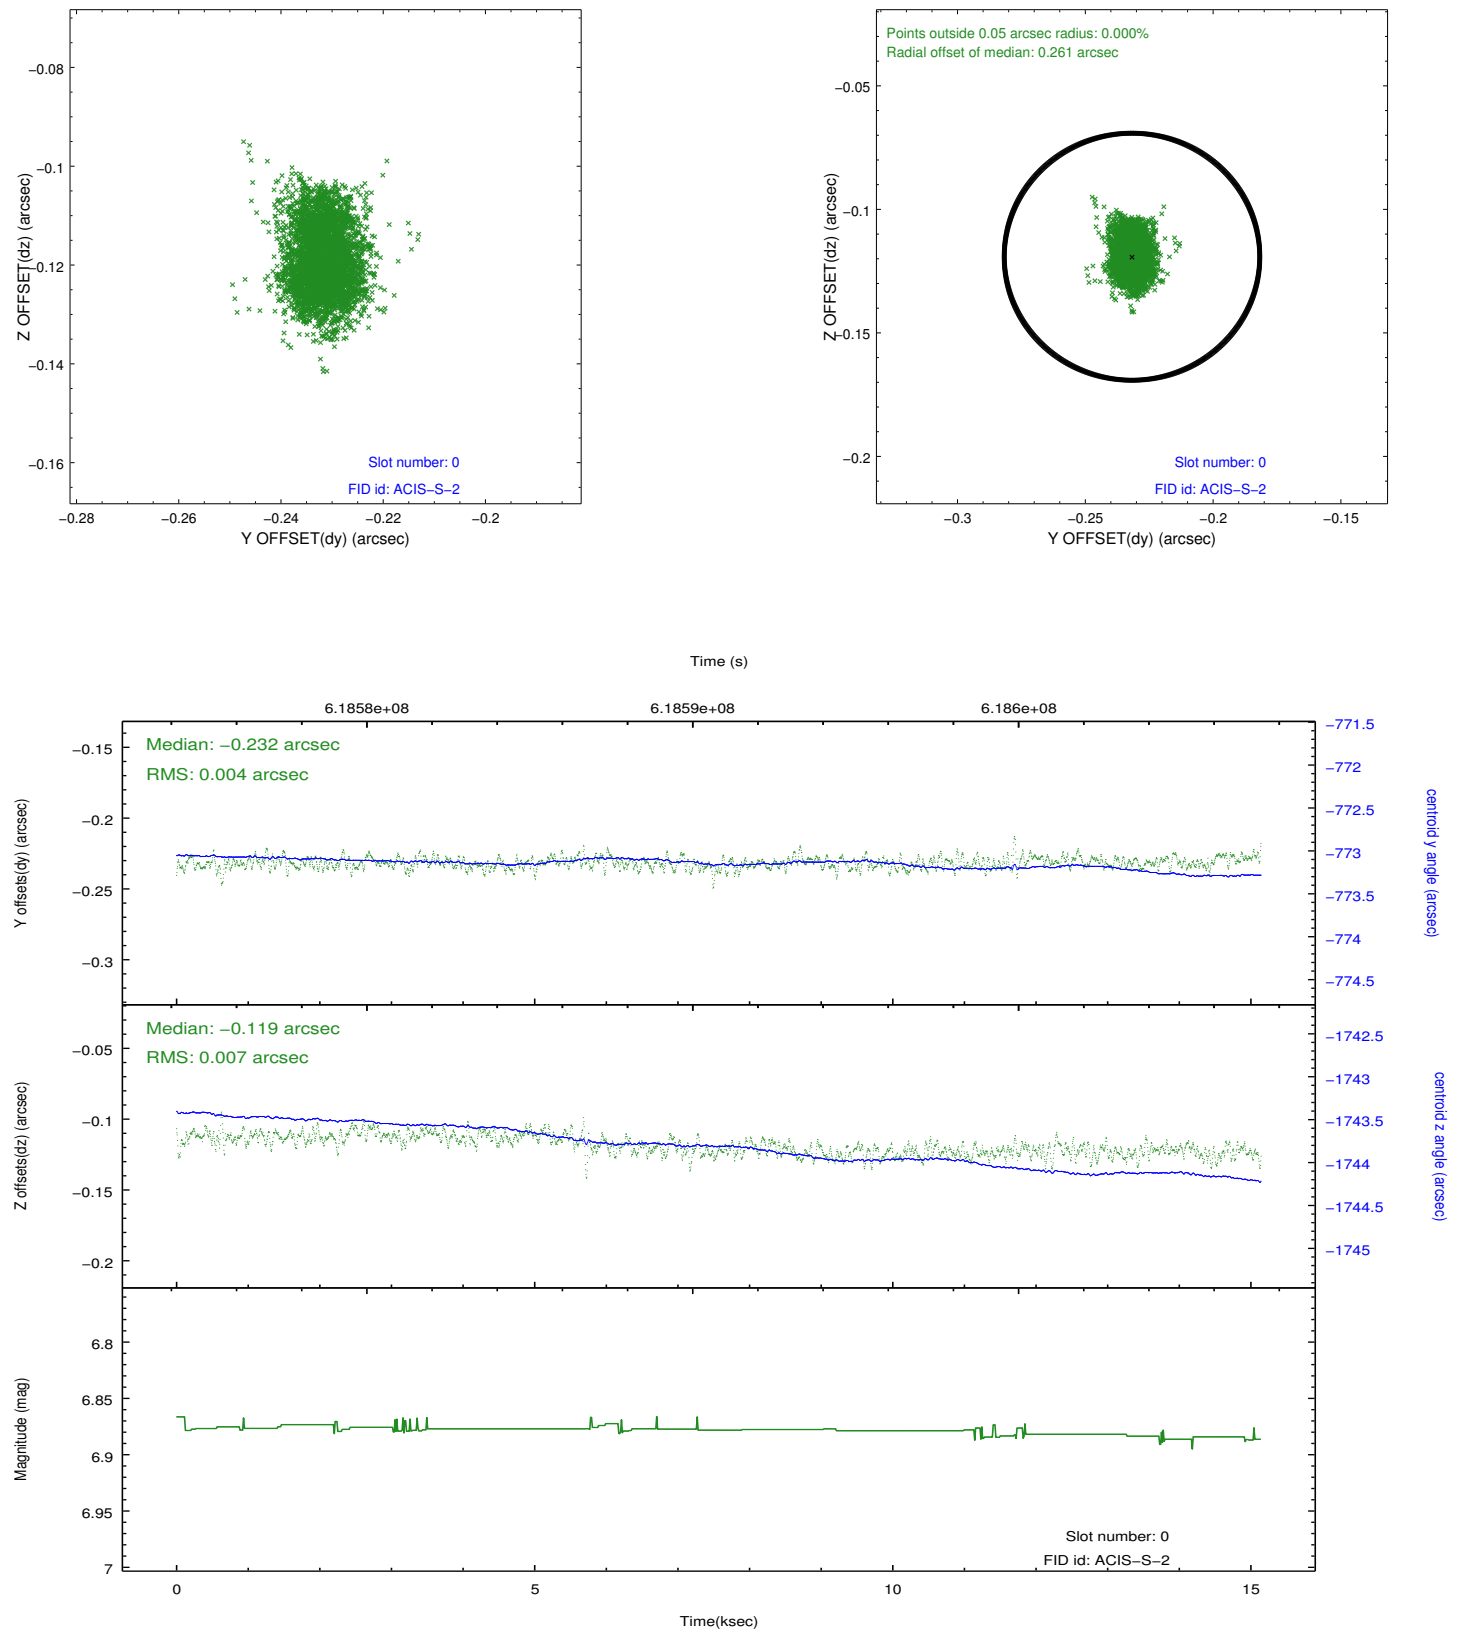 −0.08
−0.1
−0.12
−0.14
−0.16
Z OFFSET(dz) (arcsec)
Slot number: 0
FID id: ACIS−S−2
−0.28 −0.26 −0.24 −0.22 −0.2
Y OFFSET(dy) (arcsec)
Points outside 0.05 arcsec radius: 0.000%
Radial offset of median: 0.261 arcsec
−0.05
−0.1
−0.15
−0.2
Z OFFSET(dz) (arcsec)
Slot number: 0
FID id: ACIS−S−2
−0.3 −0.25 −0.2 −0.15
Y OFFSET(dy) (arcsec)
Time (s)
6.1858e+08 6.1859e+08 6.186e+08
Median: −0.232 arcsec
RMS: 0.004 arcsec
−0.15
−0.2
−0.25
−0.3
Y offsets(dy) (arcsec)
−771.5
−772
−772.5
−773
−773.5
−774
−774.5
centroid y angle (arcsec)
Median: −0.119 arcsec
RMS: 0.007 arcsec
−0.05
−0.1
−0.15
−0.2
Z offsets(dz) (arcsec)
−1742.5
−1743
−1743.5
−1744
−1744.5
−1745
centroid z angle (arcsec)
6.8
6.85
6.9
6.95
7
Magnitude (mag)
Slot number: 0
FID id: ACIS−S−2
0 5 10 15
Time(ksec)